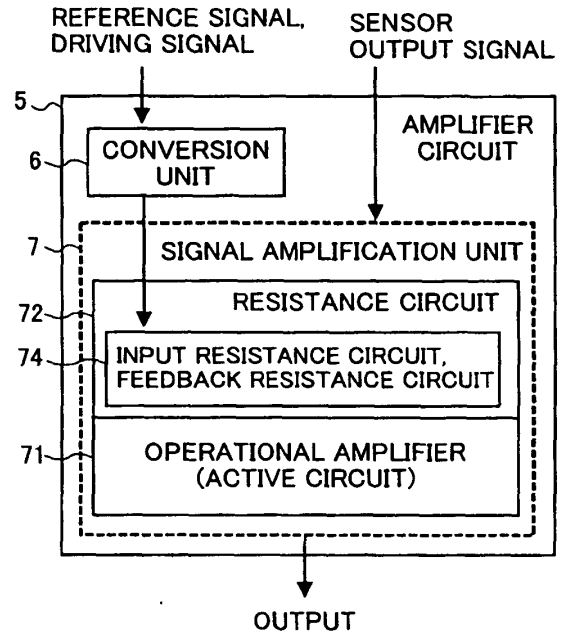 REFERENCE SIGNAL,
DRIVING SIGNAL
SENSOR
OUTPUT SIGNAL
5
AMPLIFIER
CIRCUIT
6
CONVERSION
UNIT
7
SIGNAL AMPLIFICATION UNIT
72
RESISTANCE CIRCUIT
74
INPUT RESISTANCE CIRCUIT,
FEEDBACK RESISTANCE CIRCUIT
71
OPERATIONAL AMPLIFIER
(ACTIVE CIRCUIT)
OUTPUT